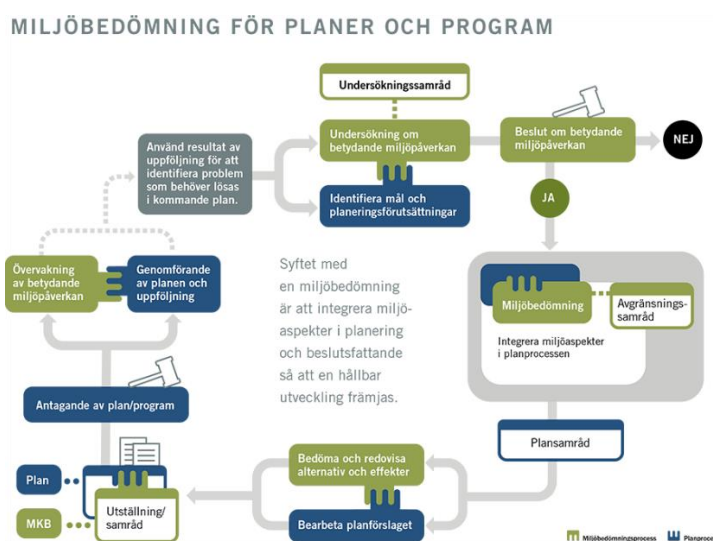 MILJÖBEDÖMNING FÖR PLANER OCH PROGRAM
Undersökningssamråd
Använd resultat av
uppföljning för att
identifiera problem
som behöver lösas
i kommande plan.
Undersökning om
betydande miljöpåverkan
Beslut om betydande
miljöpåverkan
NEJ
Identifiera mål och
planeringsförutsättningar
JA
Övervakning
av betydande
miljöpåverkan
Genomförande
av planen och
uppföljning
Syftet med
en miljöbedömning
är att integrera miljö-
aspekter i planering
och beslutsfattande
så att en hållbar
utveckling främjas.
Miljöbedömning
Avgränsnings-
samråd
Integrera miljöaspekter
i planprocessen
Antagande av plan/program
Plansamråd
Bedöma och redovisa
alternativ och effekter
Plan
MKB
Utställning/
samråd
Bearbeta planförslaget
Miljöbedömningsprocess
Planproce